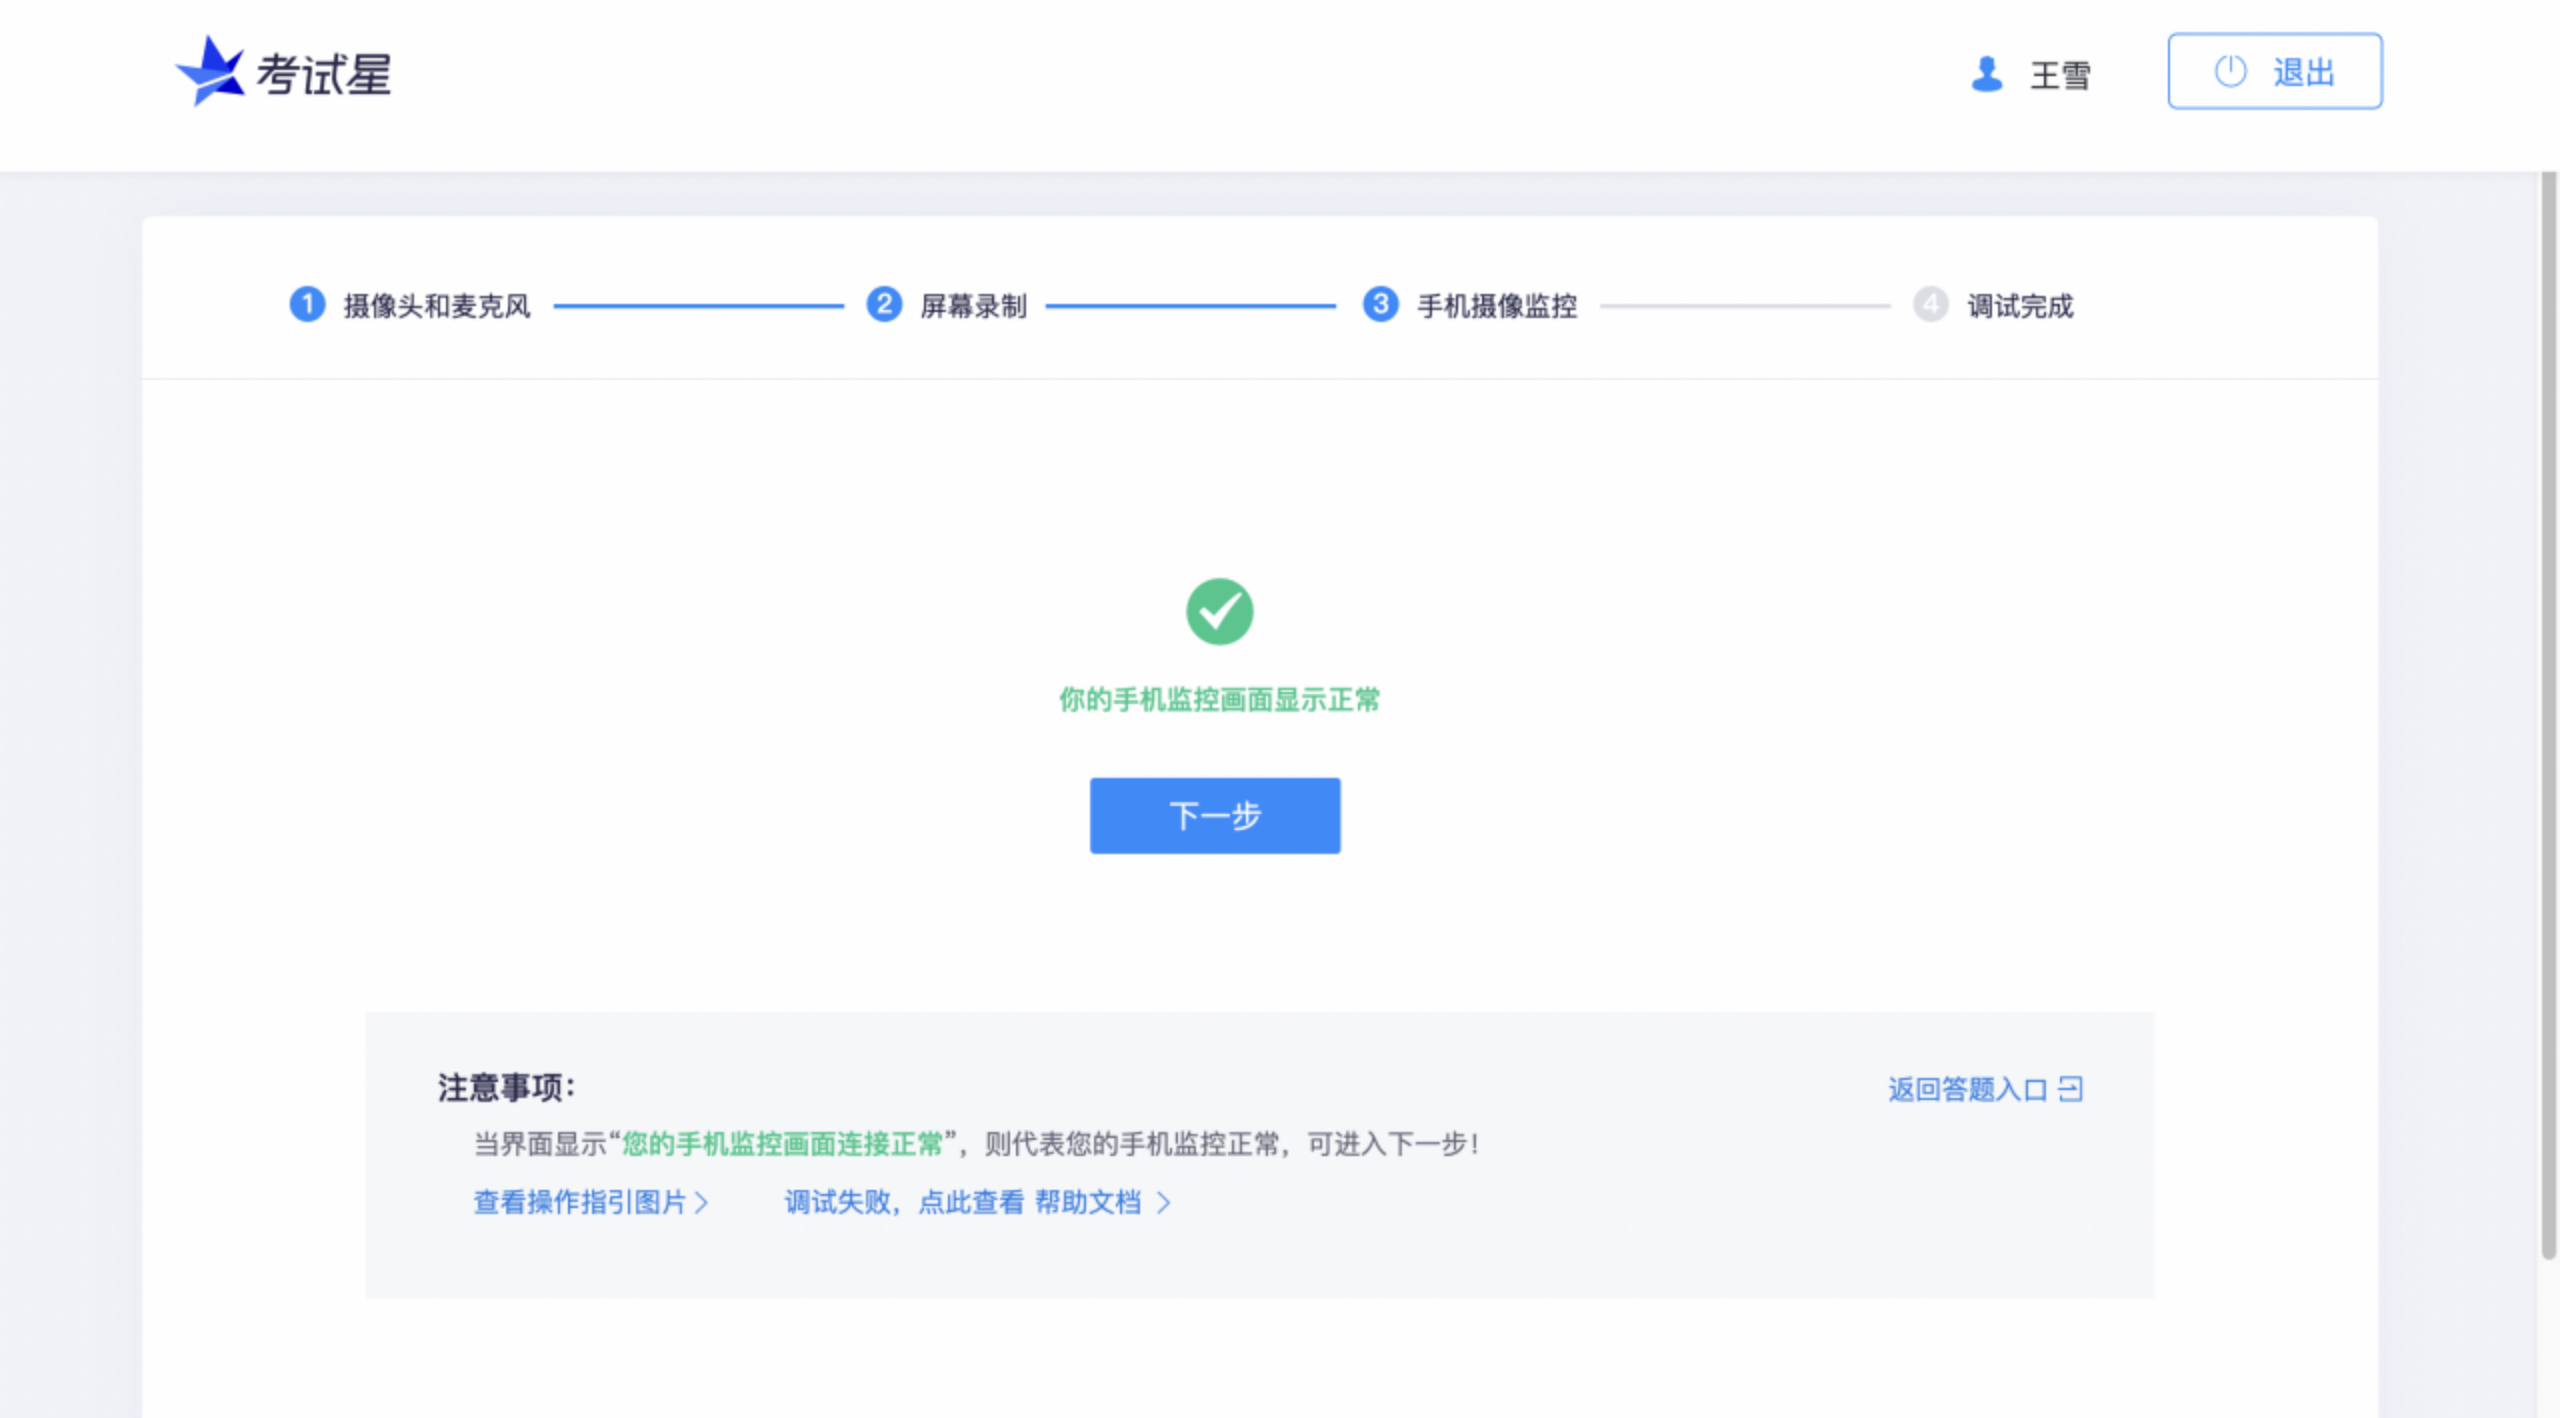 考试星
王雪
退出
1 摄像头和麦克风 2 屏幕录制 3 手机摄像监控 4 调试完成
你的手机监控画面显示正常
下一步
注意事项：
返回答题入口
当界面显示“您的手机监控画面连接正常”，则代表您的手机监控正常，可进入下一步！
查看操作指引图片 调试失败，点此查看 帮助文档